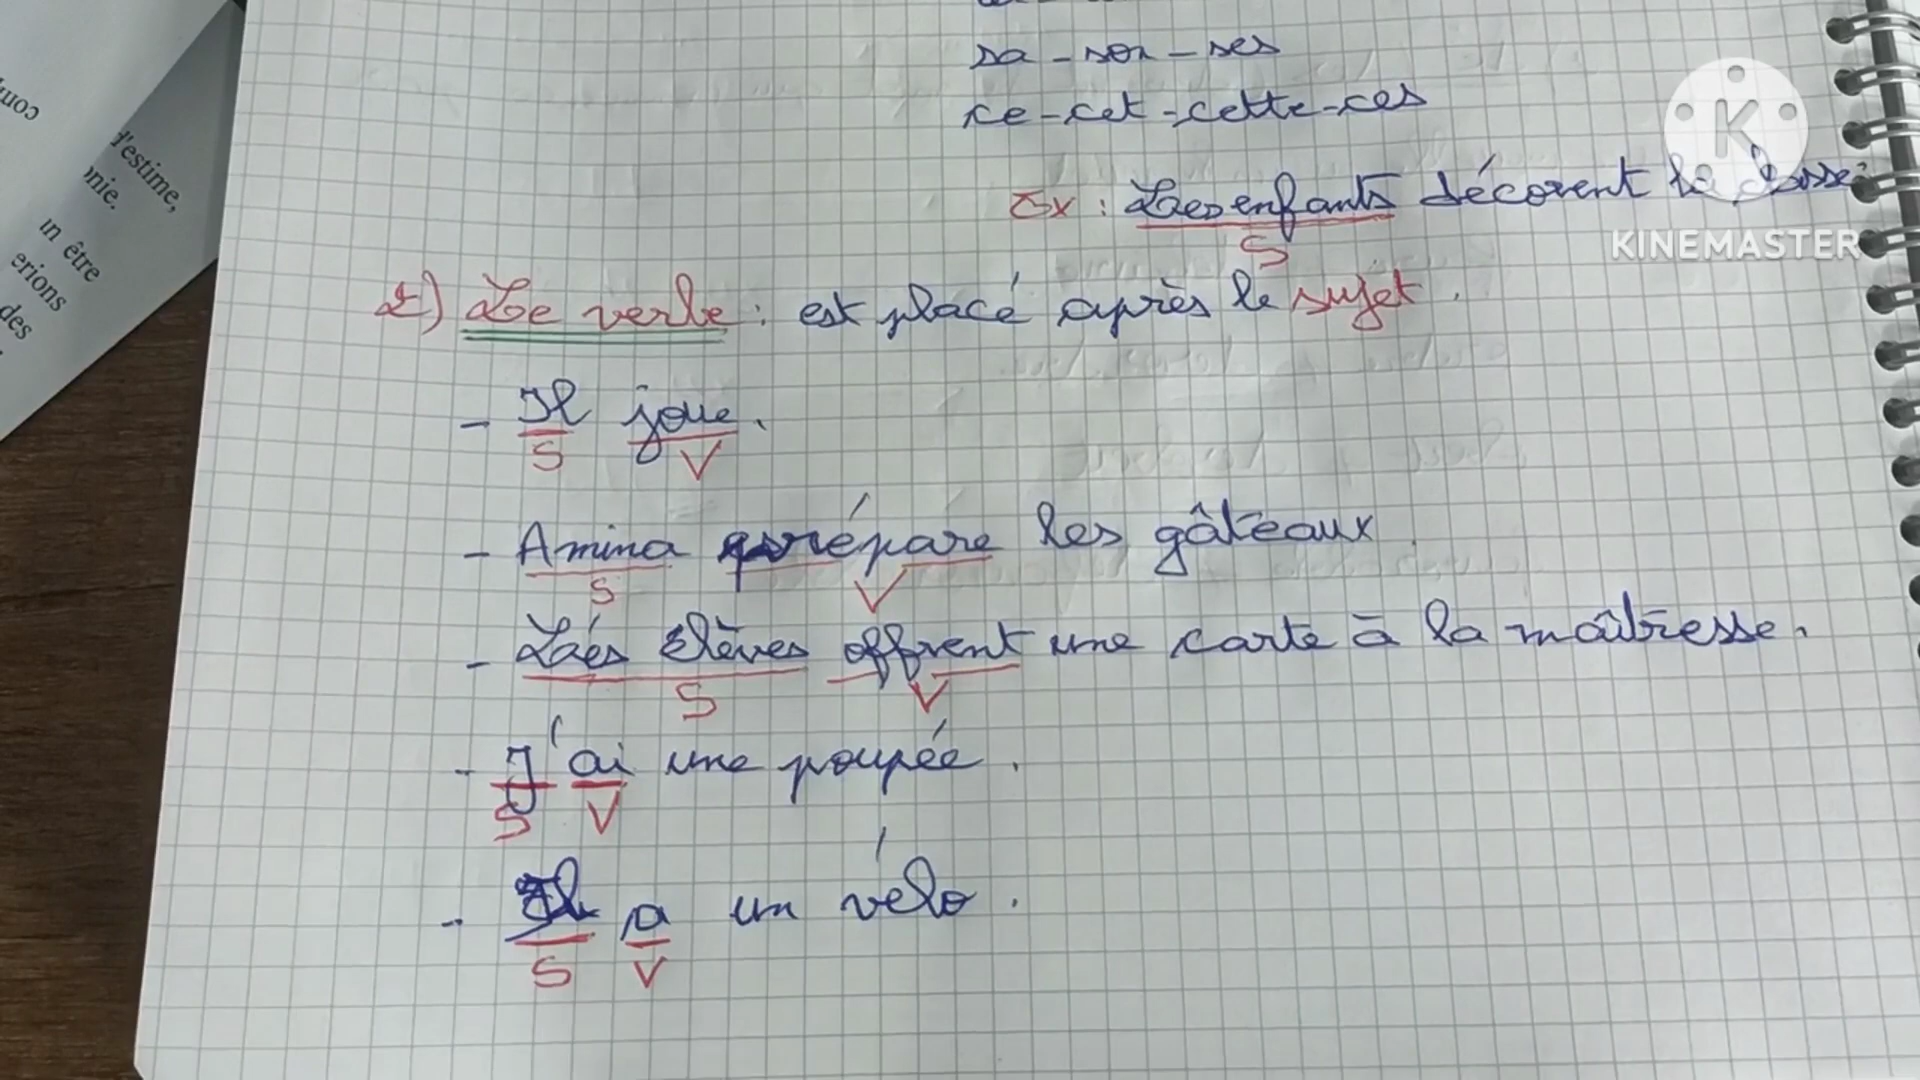 sa - son - ses
ce - cet - cette - ces
Ex : Les enfants décorent la
S
KINEMASTER
2) Le verbe : est placé après le sujet.
- Il joue.
S V
- Amina prépare les gâteaux.
S V
- Les élèves offrent une carte à la maîtresse.
S V
- J'ai une poupée.
S V
- Il a un vélo.
S V
d'estime,
nie.
in être
erions
des